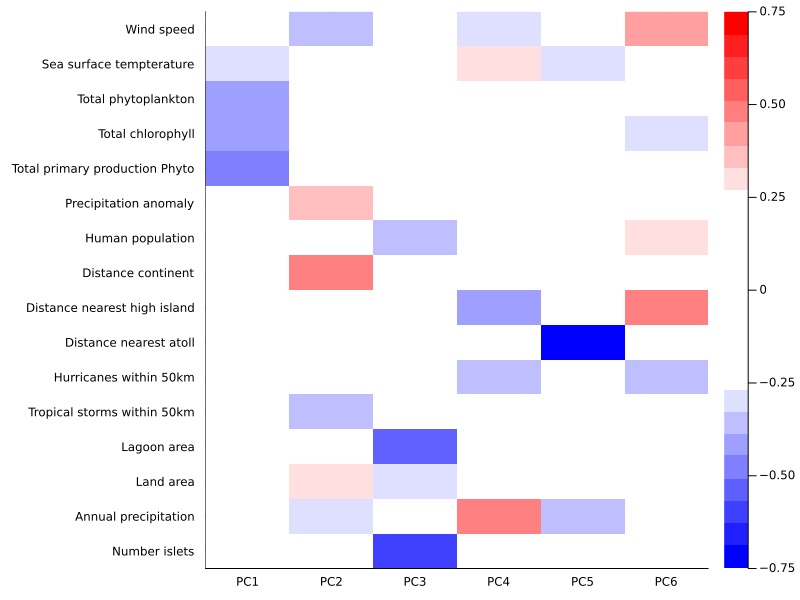 Wind speed
Sea surface tempterature
Total phytoplankton
Total chlorophyll
Total primary production Phyto
Precipitation anomaly
Human population
Distance continent
Distance nearest high island
Distance nearest atoll
Hurricanes within 50km
Tropical storms within 50km
Lagoon area
Land area
Annual precipitation
Number islets
PC1 PC2 PC3 PC4 PC5 PC6
0.75
0.50
0.25
0
−0.25
−0.50
−0.75